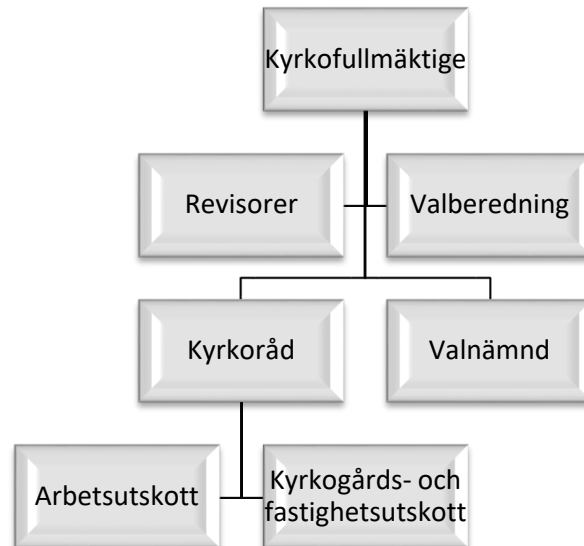 Kyrkofullmäktige
Revisorer
Valberedning
Kyrkoråd
Valnämnd
Arbetsutskott
Kyrkogårds- och
fastighetsutskott